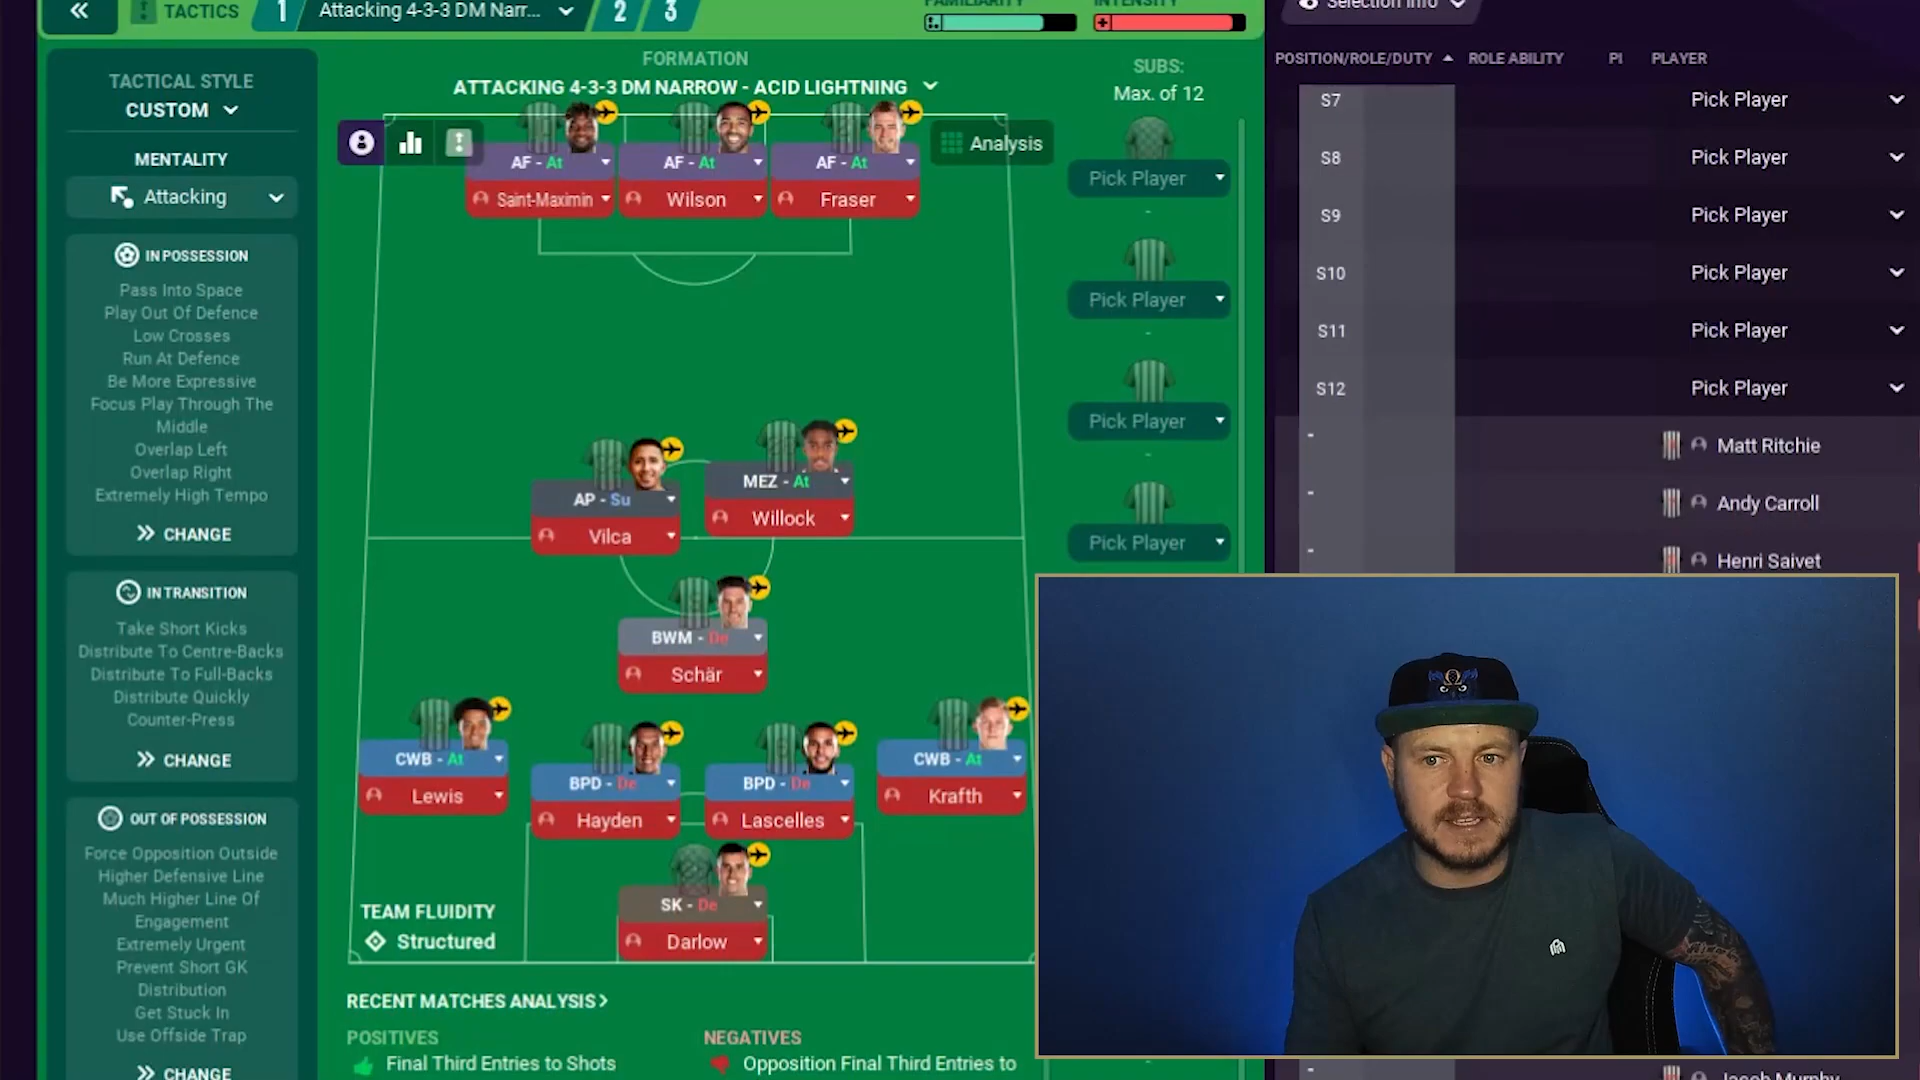 TACTICS
1
Attacking 4-3-3 DM Narr...
2
3
FAMILIARITY
INTENSITY
TACTICAL STYLE
CUSTOM
MENTALITY
Attacking
IN POSSESSION
Pass Into Space
Play Out Of Defence
Low Crosses
Run At Defence
Be More Expressive
Focus Play Through The
Middle
Overlap Left
Overlap Right
Extremely High Tempo
CHANGE
IN TRANSITION
Take Short Kicks
Distribute To Centre-Backs
Distribute To Full-Backs
Distribute Quickly
Counter-Press
CHANGE
OUT OF POSSESSION
Force Opposition Outside
Higher Defensive Line
Much Higher Line Of
Engagement
Extremely Urgent
Prevent Short GK
Distribution
Get Stuck In
Use Offside Trap
CHANGE
FORMATION
ATTACKING 4-3-3 DM NARROW - ACID LIGHTNING
Analysis
AF - At
Saint-Maximin
AF - At
Wilson
AF - At
Fraser
AP - Su
Vilca
MEZ - At
Willock
BWM - De
Schär
CWB - At
Lewis
BPD - De
Hayden
BPD - De
Lascelles
CWB - At
Krafth
SK - De
Darlow
TEAM FLUIDITY
Structured
RECENT MATCHES ANALYSIS
POSITIVES
Final Third Entries to Shots
NEGATIVES
Opposition Final Third Entries to
SUBS:
Max. of 12
Pick Player
-
Pick Player
-
Pick Player
-
Pick Player
Selection Info
POSITION/ROLE/DUTY
ROLE ABILITY
PI
PLAYER
S7
Pick Player
S8
Pick Player
S9
Pick Player
S10
Pick Player
S11
Pick Player
S12
Pick Player
- Matt Ritchie
- Andy Carroll
- Henri Saivet
- Jacob Murphy